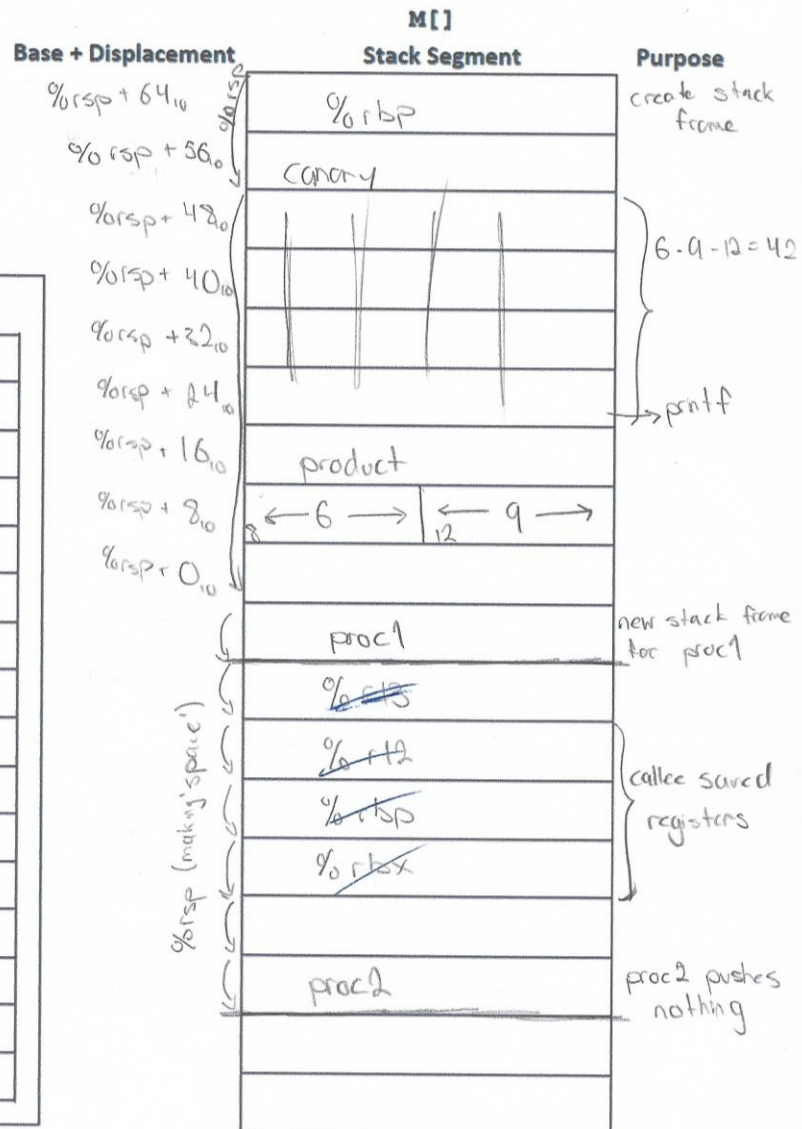 M[]
Base + Displacement Stack Segment Purpose
%rsp + 64₁₀ %rsp %rbp create stack
frame
%rsp + 56₁₀ canary
%rsp + 48₁₀
6-9-12=42
%rsp + 40₁₀
%rsp + 32₁₀
%rsp + 24₁₀ printf
%rsp + 16₁₀ product
%rsp + 8₁₀ 8 6 12 9
%rsp + 0₁₀
proc1 new stack frame
for proc1
%r13
%r12
callee saved
%rbp registers
%rbx
%rsp (making 'space')
proc2 proc2 pushes
nothing